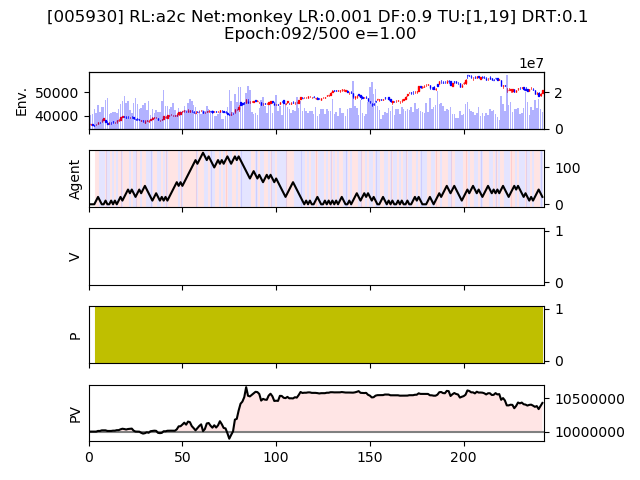 [005930] RL:a2c Net:monkey LR:0.001 DF:0.9 TU:[1,19] DRT:0.1
Epoch:092/500 e=1.00
1e7
Env.
50000
40000
2
0
Agent
100
0
V
1
0
P
1
0
PV
10500000
10000000
0
50
100
150
200